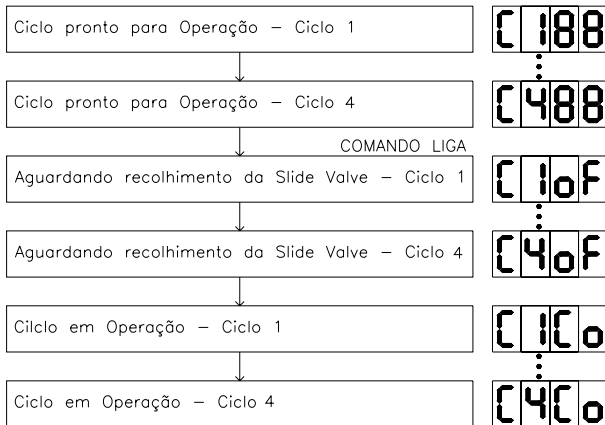 Ciclo pronto para Operação – Ciclo 1
C 188
Ciclo pronto para Operação – Ciclo 4
C488
COMANDO LIGA
Aguardando recolhimento da Slide Valve – Ciclo 1
C1oF
Aguardando recolhimento da Slide Valve – Ciclo 4
C4oF
Cilclo em Operação – Ciclo 1
C1Co
Ciclo em Operação – Ciclo 4
C4Co